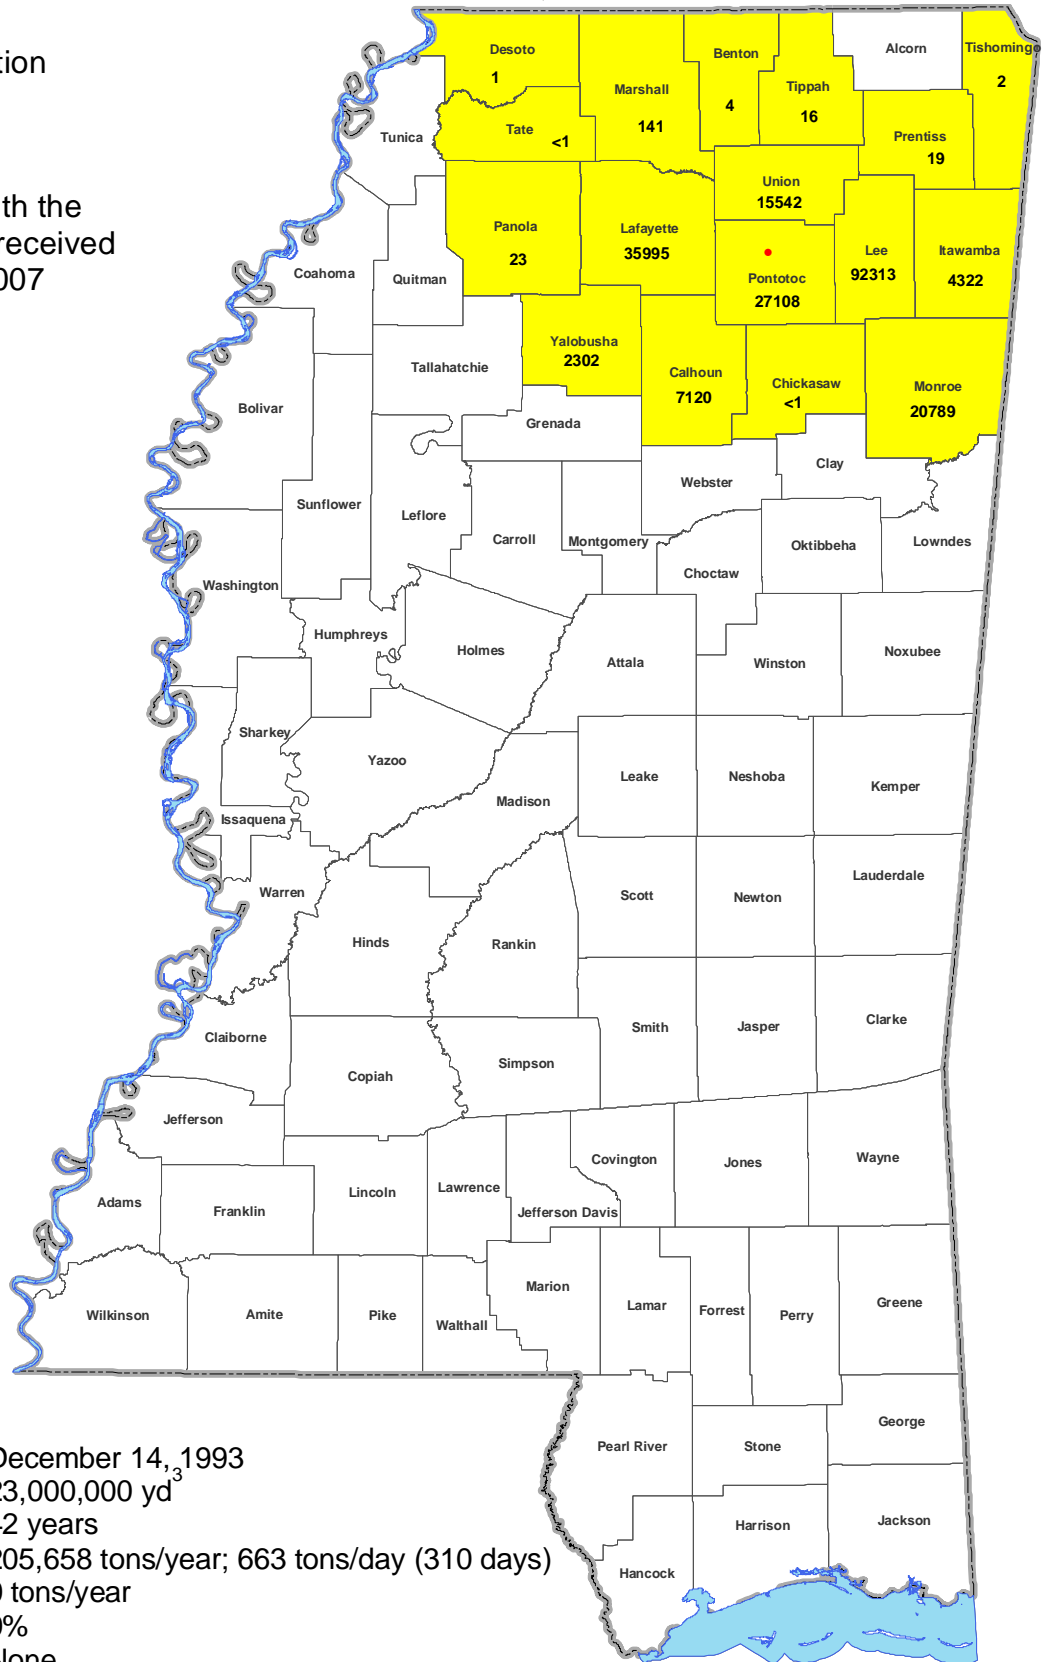 tion
th the
received
007
Desoto
1
Marshall
141
Benton
4
Tippah
16
Alcorn
Tishomingo
2
Tate
<1
Tunica
Prentiss
19
Union
15542
Panola
23
Lafayette
35995
Pontotoc
27108
Lee
92313
Itawamba
4322
Coahoma
Quitman
Yalobusha
2302
Tallahatchie
Calhoun
7120
Chickasaw
<1
Monroe
20789
Bolivar
Grenada
Clay
Webster
Sunflower
Leflore
Carroll
Montgomery
Choctaw
Oktibbeha
Lowndes
Washington
Humphreys
Holmes
Attala
Winston
Noxubee
Sharkey
Yazoo
Leake
Neshoba
Kemper
Madison
Issaquena
Warren
Scott
Newton
Lauderdale
Hinds
Rankin
Claiborne
Smith
Jasper
Clarke
Copiah
Simpson
Jefferson
Covington
Jones
Wayne
Adams
Franklin
Lincoln
Lawrence
Jefferson Davis
Wilkinson
Amite
Pike
Walthall
Marion
Lamar
Forrest
Perry
Greene
George
Pearl River
Stone
Harrison
Jackson
Hancock
December 14, 1993
23,000,000 yd3
42 years
205,658 tons/year; 663 tons/day (310 days)
0 tons/year
0%
None